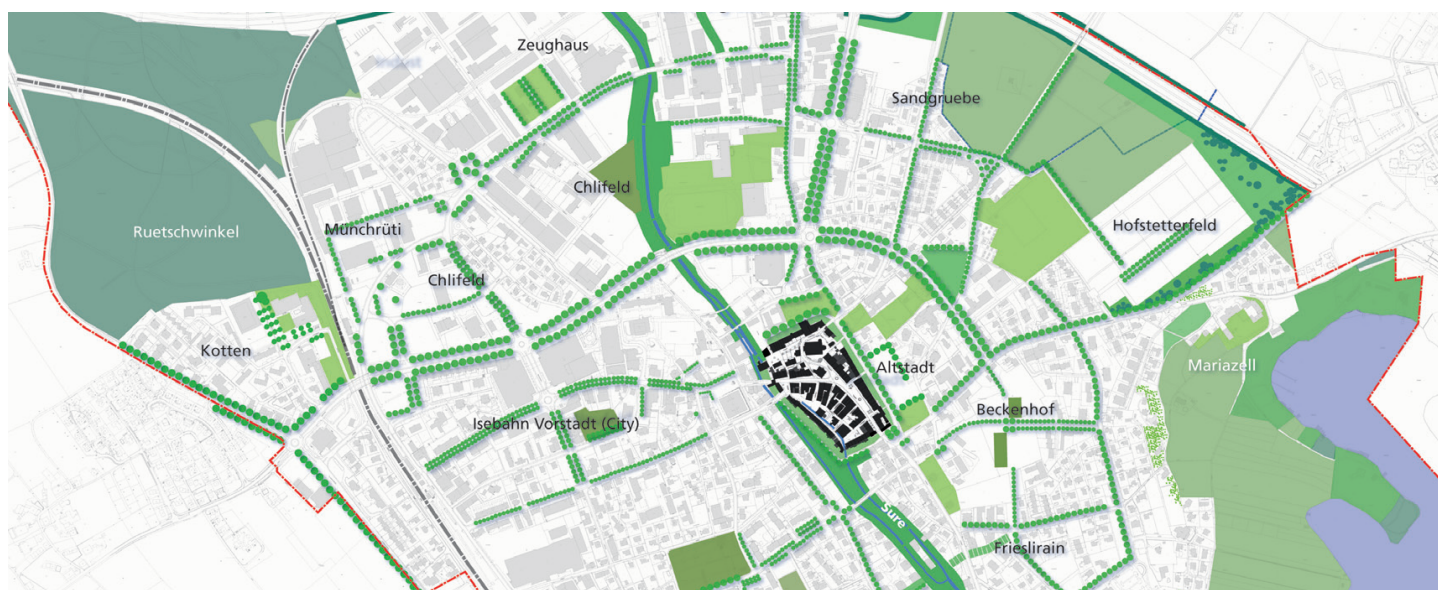 Zeughaus
Sandgruebe
Chlifeld
Ruetschwinkel
Münchrüti
Hofstetterfeld
Chlifeld
Kotten
Altstadt
Mariazell
Beckenhof
Isebahn Vorstadt (City)
Sure
Frieslirain